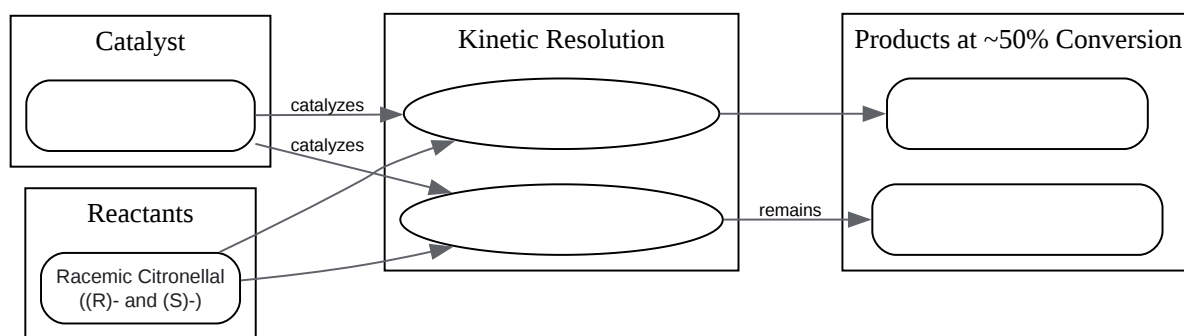 Catalyst
Kinetic Resolution
Products at ~50% Conversion
catalyzes
catalyzes
Reactants
remains
Racemic Citronellal
((R)- and (S)-)